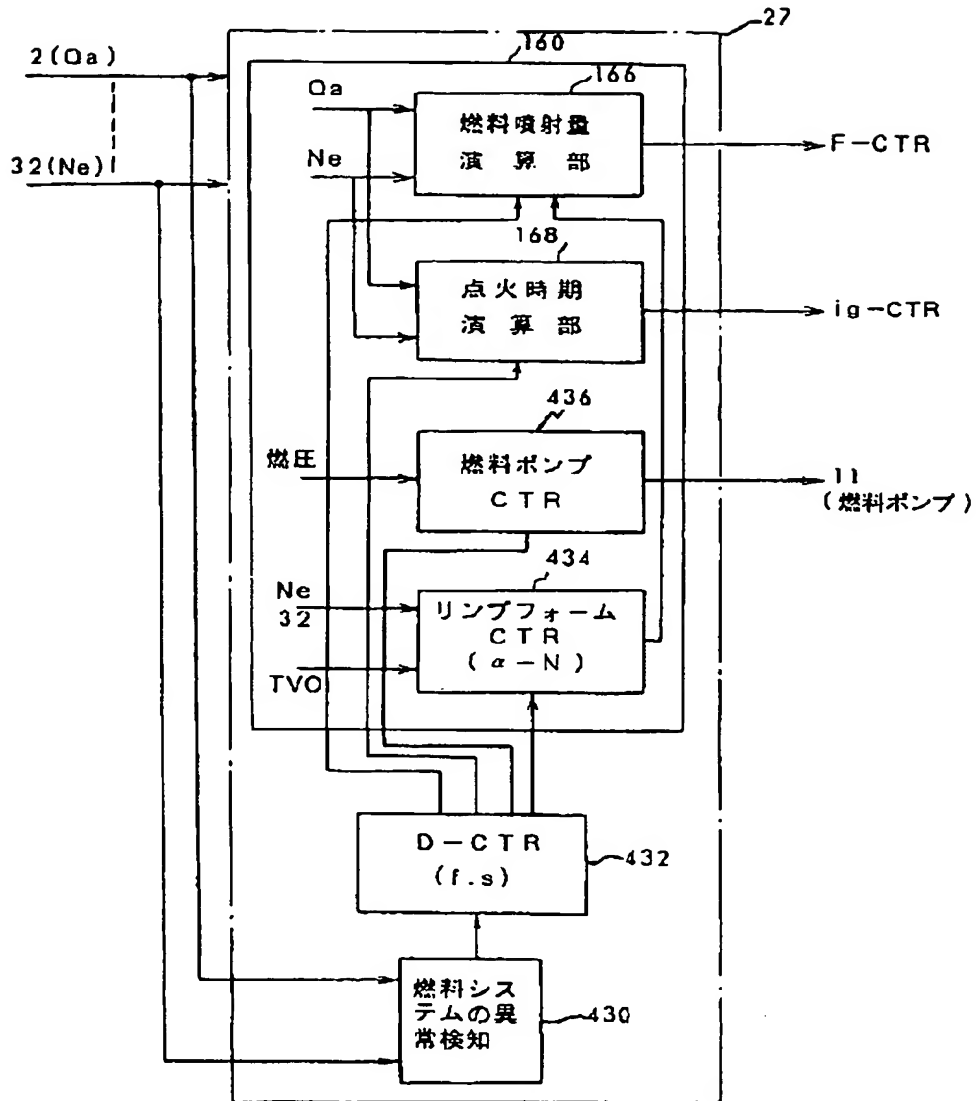 27
2(Qa)
160
166
Qa
燃料噴射量
演算部
F-CTR
32(Ne)
Ne
168
点火時期
演算部
ig-CTR
436
燃圧
燃料ポンプ
CTR
11
(燃料ポンプ)
434
Ne
32
リンプフォーム
CTR
(α-N)
TVO
D-CTR
(f.s)
432
燃料シス
テムの異
常検知
430